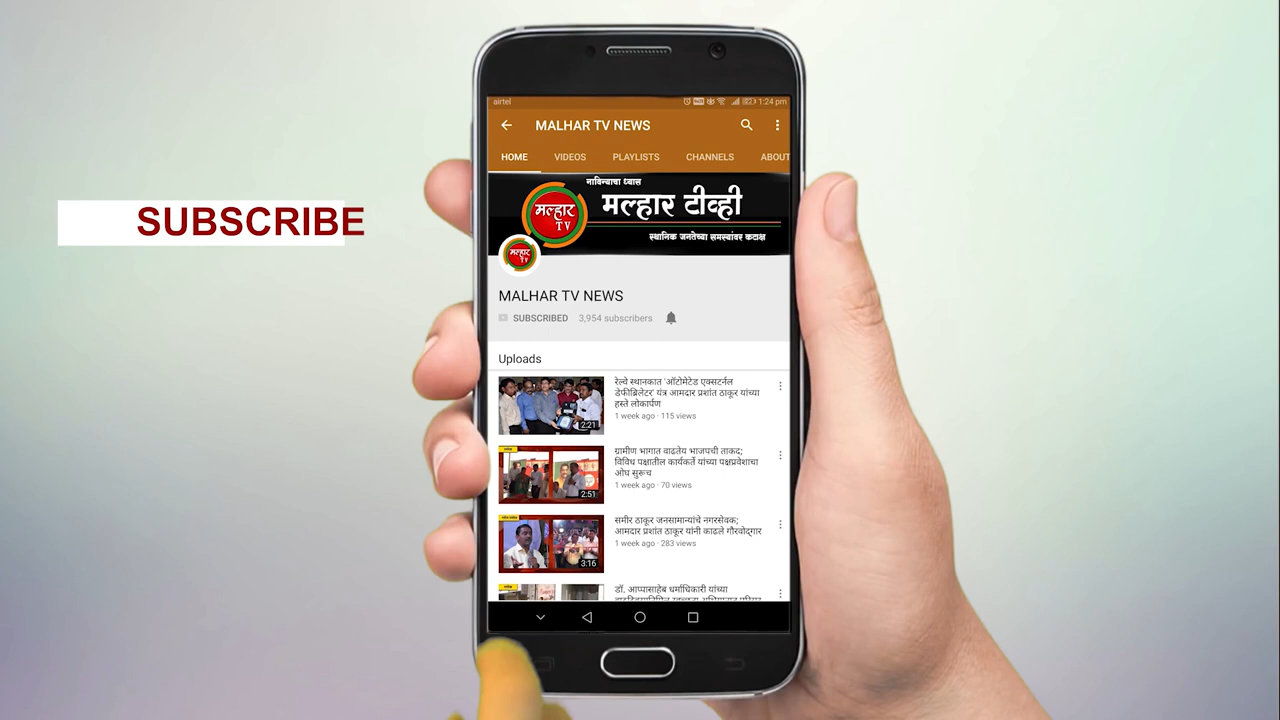 SUBSCRIBE
airtel
1:24 pm
MALHAR TV NEWS
HOME VIDEOS PLAYLISTS CHANNELS ABOUT
नाविन्याचा ध्यास
मल्हार टीव्ही
मल्हार
TV
स्थानिक जनतेच्या समस्यांवर कटाक्ष
मल्हार
TV
MALHAR TV NEWS
SUBSCRIBED 3,954 subscribers
Uploads
रेल्वे स्थानकात 'ऑटोमेटेड एक्सटर्नल
डेफीब्रिलेटर' यंत्र आमदार प्रशांत ठाकूर यांच्या
हस्ते लोकार्पण
1 week ago · 115 views
2:21
ग्रामीण भागात वाढतेय भाजपची ताकद;
विविध पक्षातील कार्यकर्ते यांच्या पक्षप्रवेशाचा
ओघ सुरूच
1 week ago · 70 views
2:51
समीर ठाकूर जनसामान्यांचे नगरसेवक;
आमदार प्रशांत ठाकूर यांनी काढले गौरवोद्गार
1 week ago · 283 views
3:16
डॉ. आप्पासाहेब धर्माधिकारी यांच्या